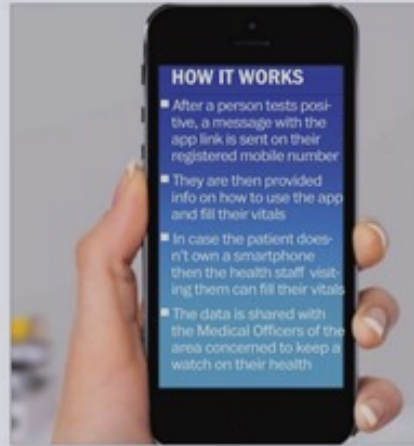 HOW IT WORKS
■ After a person tests posi-
tive, a message with the
app link is sent on their
registered mobile number
■ They are then provided
info on how to use the app
and fill their vitals
■ In case the patient does-
n't own a smartphone
then the health staff visit-
ing them can fill their vitals
■ The data is shared with
the Medical Officers of the
area concerned to keep a
watch on their health